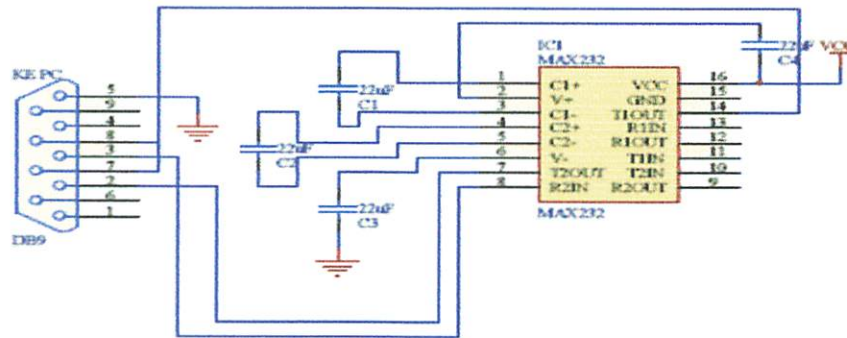 KE PC
5
9
4
8
3
7
2
6
1
DB9
22uF
C1
22uF
C2
22uF
C3
IC1
MAX232
1 C1+ VCC 16
2 V+ GND 15
3 C1- T1OUT 14
4 C2+ R1IN 13
5 C2- R1OUT 12
6 V- T1IN 11
7 T2OUT T2IN 10
8 R2IN R2OUT 9
MAX232
22uF VCC
C4